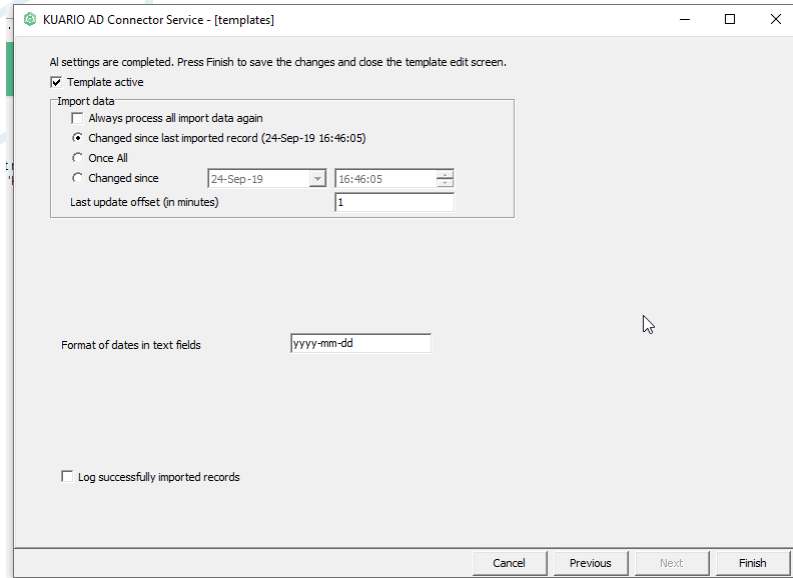 KUARIO AD Connector Service - [templates]
Al settings are completed. Press Finish to save the changes and close the template edit screen.
Template active
Import data
Always process all import data again
Changed since last imported record (24-Sep-19 16:46:05)
Once All
Changed since 24-Sep-19 16:46:05
Last update offset (in minutes) 1
Format of dates in text fields yyyy-mm-dd
Log successfully imported records
Cancel Previous Next Finish